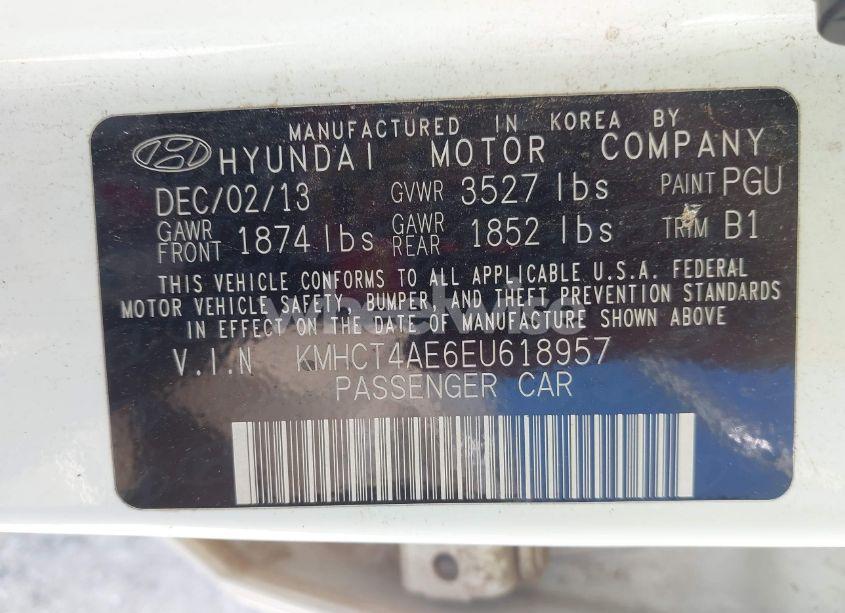 MANUFACTURED IN KOREA BY
HYUNDAI MOTOR COMPANY
DEC/02/13 GVWR 3527 lbs PAINT PGU
GAWR FRONT 1874 lbs GAWR REAR 1852 lbs TRIM B1
THIS VEHICLE CONFORMS TO ALL APPLICABLE U.S.A. FEDERAL
MOTOR VEHICLE SAFETY, BUMPER, AND THEFT PREVENTION STANDARDS
IN EFFECT ON THE DATE OF MANUFACTURE SHOWN ABOVE
V.I.N KMHCT4AE6EU618957
PASSENGER CAR